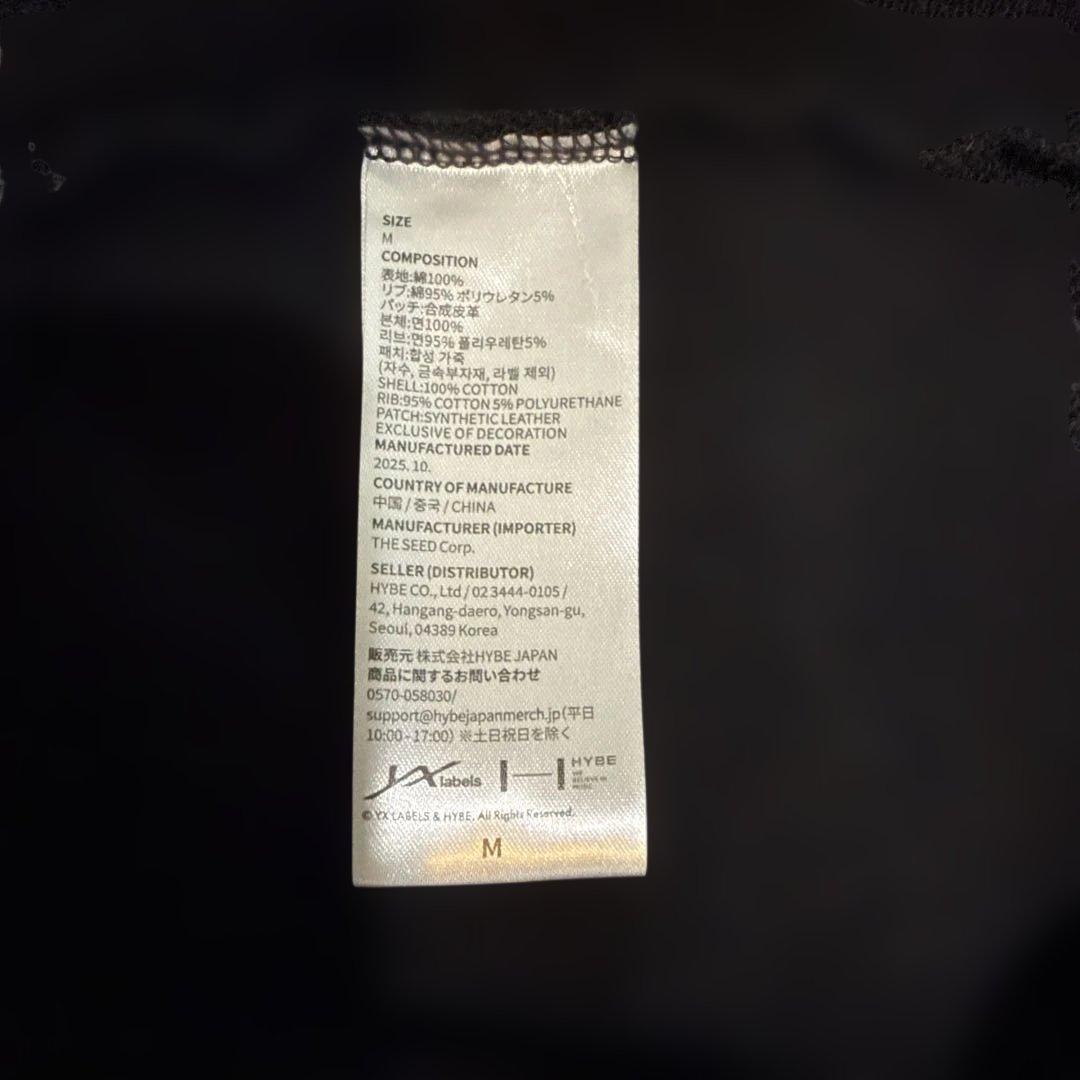 SIZE
M
COMPOSITION
表地:綿100%
リブ:綿95% ポリウレタン5%
パッチ:合成皮革
본체:면100%
리브:면95% 폴리우레탄5%
패치:합성 가죽
(자수, 금속부자재, 라벨 제외)
SHELL:100% COTTON
RIB:95% COTTON 5% POLYURETHANE
PATCH:SYNTHETIC LEATHER
EXCLUSIVE OF DECORATION
MANUFACTURED DATE
2025. 10.
COUNTRY OF MANUFACTURE
中国 / 중국 / CHINA
MANUFACTURER (IMPORTER)
THE SEED Corp.
SELLER (DISTRIBUTOR)
HYBE CO., Ltd / 02 3444-0105 /
42, Hangang-daero, Yongsan-gu,
Seoul, 04389 Korea
販売元 株式会社HYBE JAPAN
商品に関するお問い合わせ
0570-058030/
support@hybejapanmerch.jp(平日
10:00 - 17:00) ※土日祝日を除く
YX labels HYBE
WE
BELIEVE IN
MUSIC
© YX LABELS & HYBE. All Rights Reserved.
M